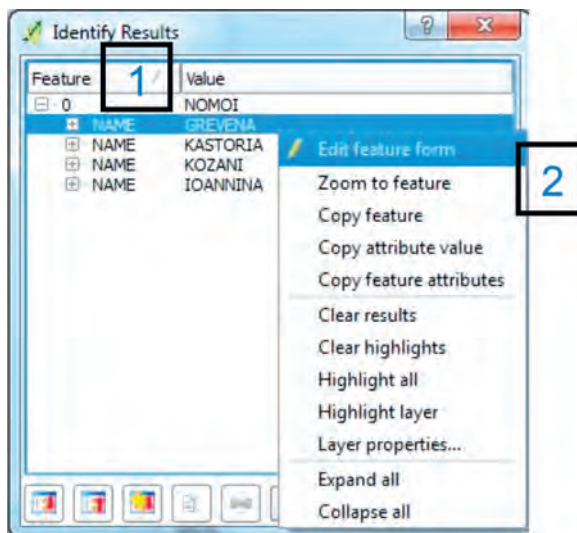 Identify Results
Feature 1 Value
0 NOMOI
NAME GREVENA
NAME KASTORIA
NAME KOZANI
NAME IOANNINA
Edit feature form
2
Zoom to feature
Copy feature
Copy attribute value
Copy feature attributes
Clear results
Clear highlights
Highlight all
Highlight layer
Layer properties...
Expand all
Collapse all